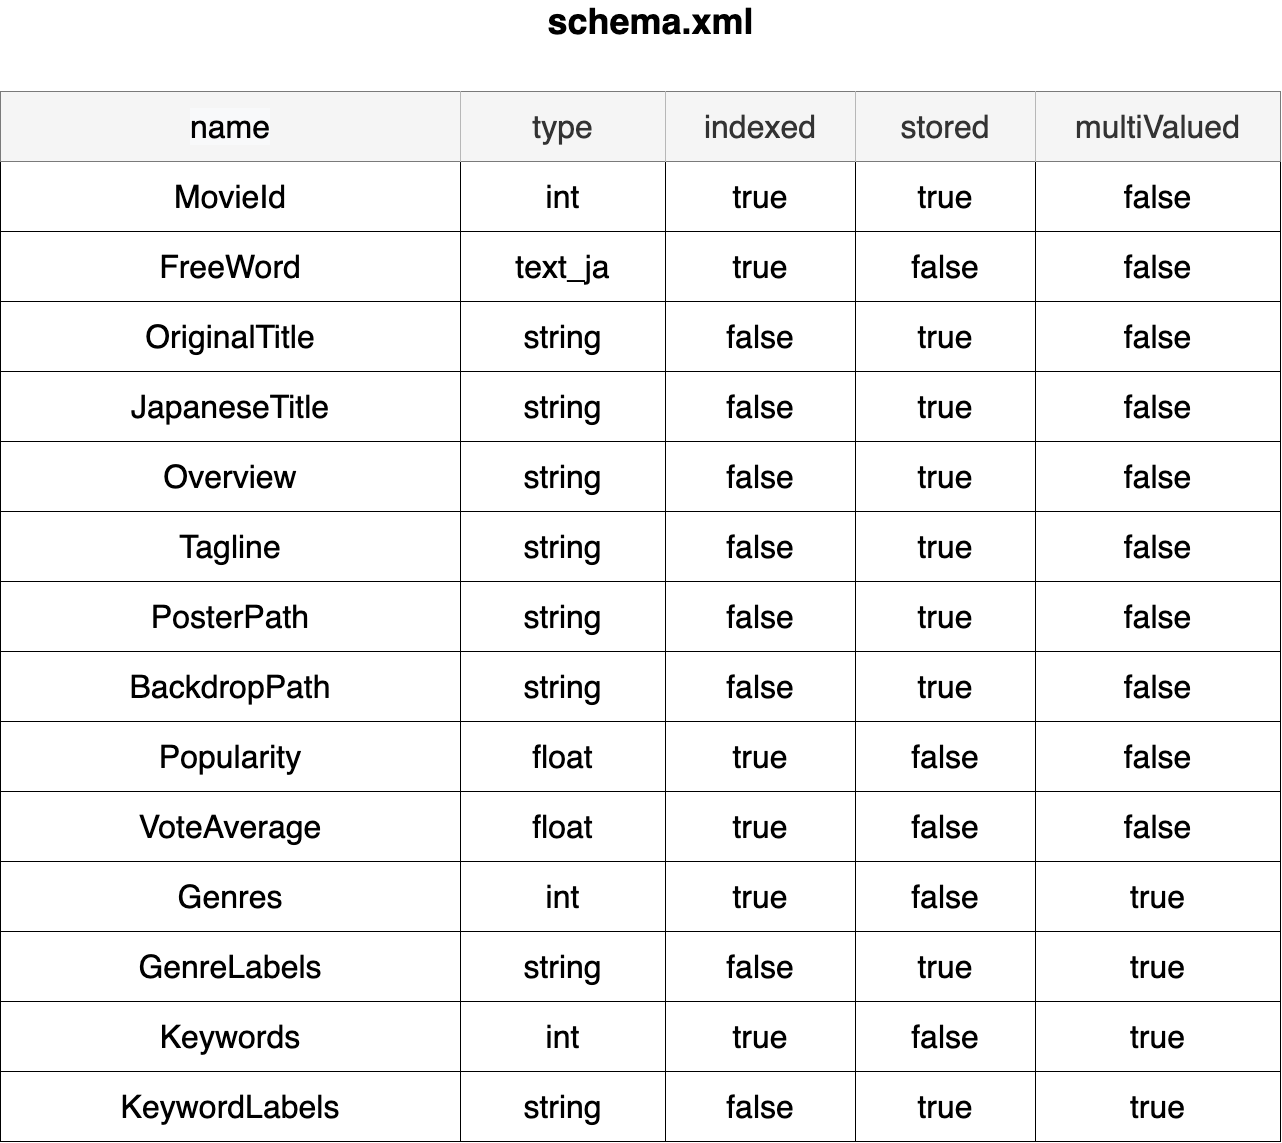 schema.xml
name type indexed stored multiValued
MovieId int true true false
FreeWord text_ja true false false
OriginalTitle string false true false
JapaneseTitle string false true false
Overview string false true false
Tagline string false true false
PosterPath string false true false
BackdropPath string false true false
Popularity float true false false
VoteAverage float true false false
Genres int true false true
GenreLabels string false true true
Keywords int true false true
KeywordLabels string false true true